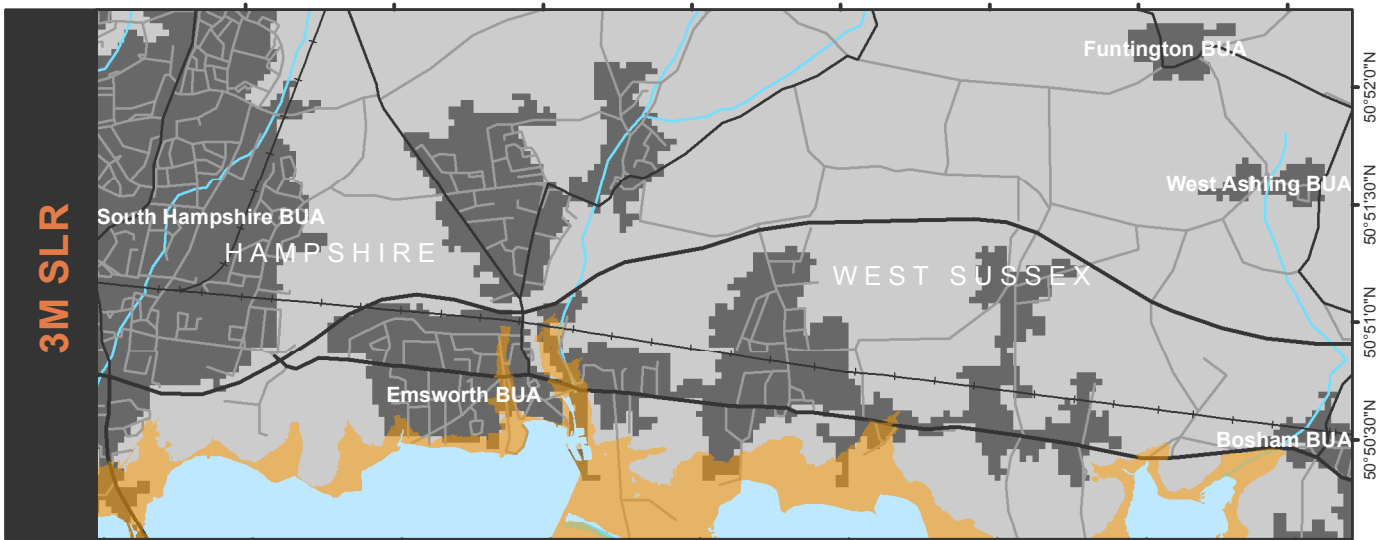 3M SLR
Funtington BUA
50°52'0"N
West Ashling BUA
50°51'30"N
South Hampshire BUA
HAMPSHIRE
WEST SUSSEX
50°51'0"N
Emsworth BUA
Bosham BUA
50°50'30"N